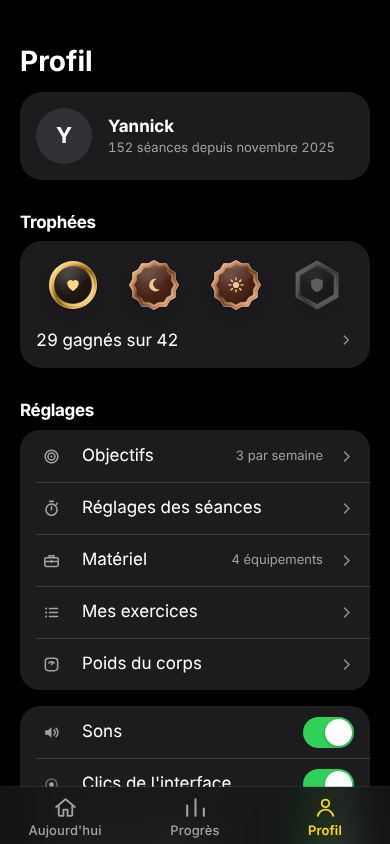 Profil
Y
Yannick
152 séances depuis novembre 2025
Trophées
29 gagnés sur 42
Réglages
Objectifs 3 par semaine
Réglages des séances
Matériel 4 équipements
Mes exercices
Poids du corps
Sons
Clics de l'interface
Aujourd'hui Progrès Profil